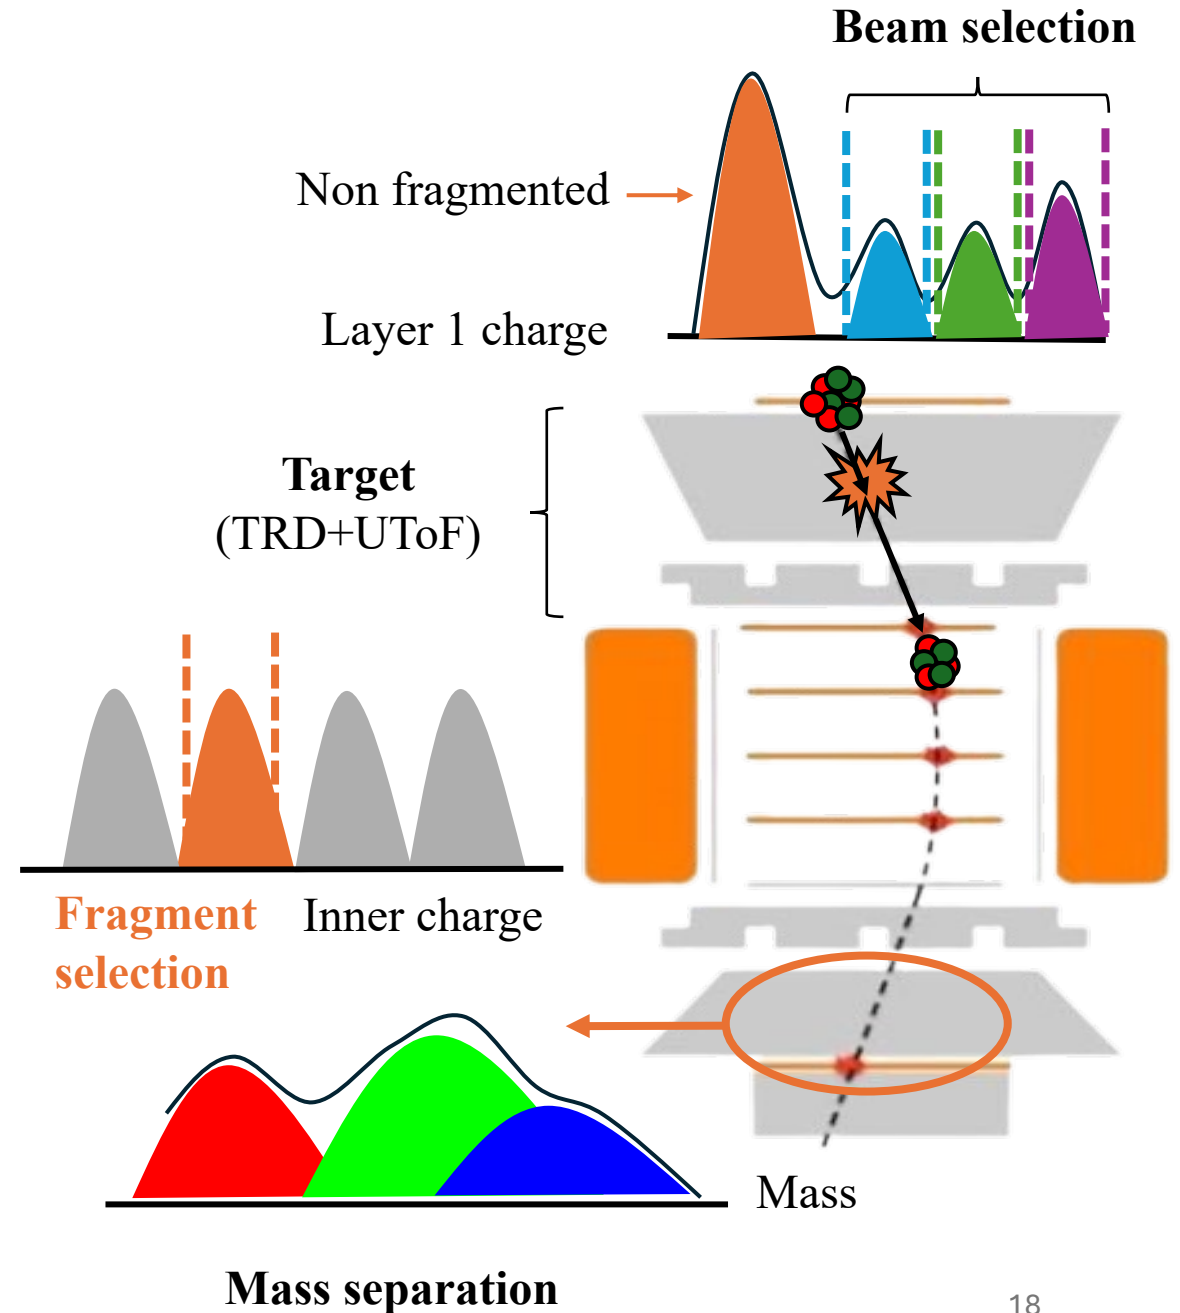 Beam selection
Non fragmented
Layer 1 charge
Target
(TRD+UToF)
Fragment
selection
Inner charge
Mass
Mass separation
18